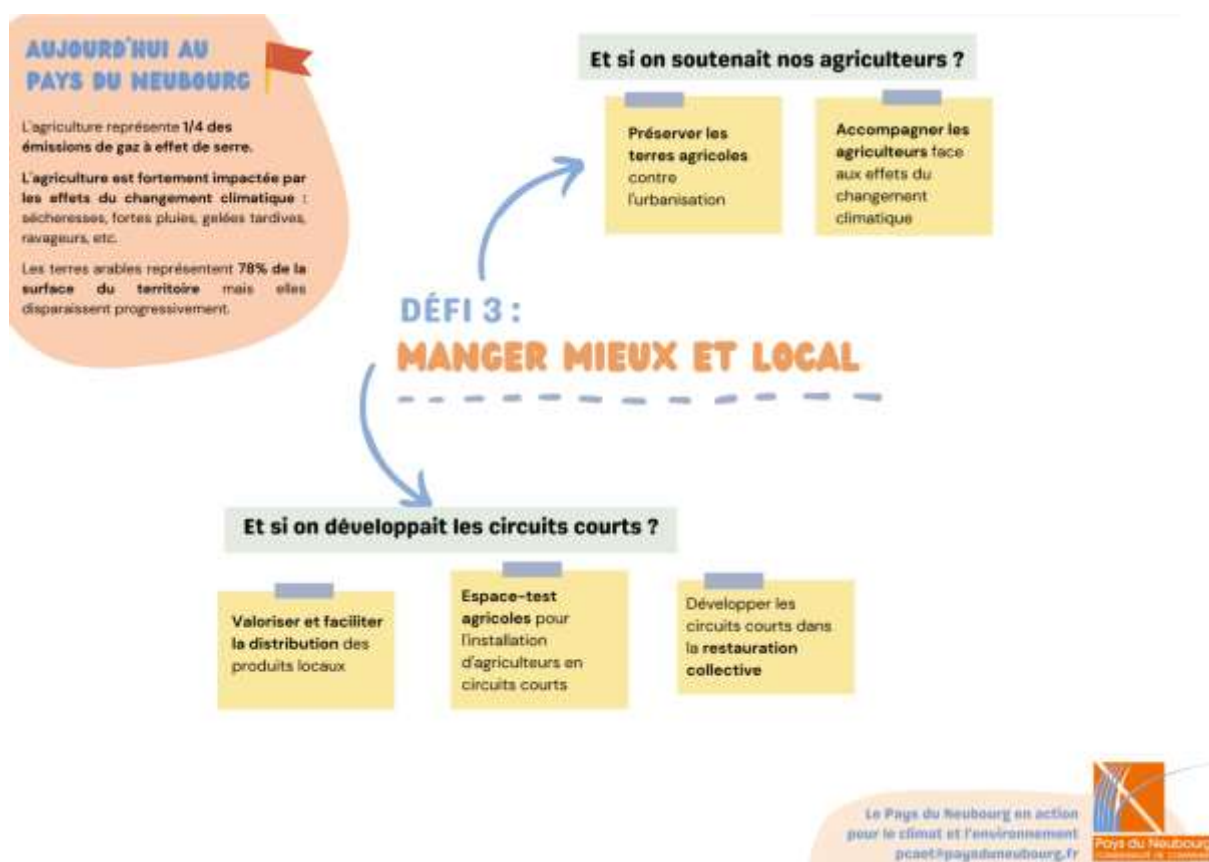 AUJOURD'HUI AU
PAYS DU NEUBOURG
L'agriculture représente 1/4 des
émissions de gaz à effet de serre.
L'agriculture est fortement impactée par
les effets du changement climatique :
sécheresses, fortes pluies, gelées tardives,
ravageurs, etc.
Les terres arables représentent 78% de la
surface du territoire mais elles
disparaissent progressivement.
Et si on soutenait nos agriculteurs ?
Préserver les
terres agricoles
contre
l'urbanisation
Accompagner les
agriculteurs face
aux effets du
changement
climatique
DÉFI 3 :
MANGER MIEUX ET LOCAL
Et si on développait les circuits courts ?
Valoriser et faciliter
la distribution des
produits locaux
Espace-test
agricoles pour
l'installation
d'agriculteurs en
circuits courts
Développer les
circuits courts dans
la restauration
collective
Le Pays du Neubourg en action
pour le climat et l'environnement
pcaet@paysduneubourg.fr
Pays du Neubourg